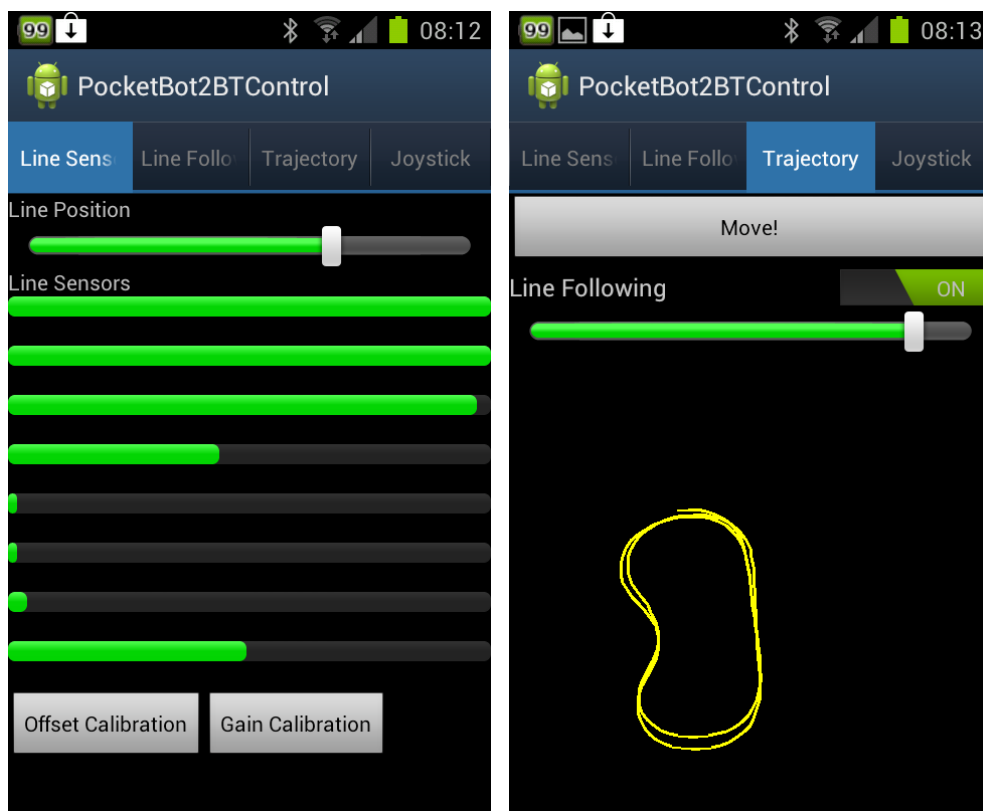 99 08:12
PocketBot2BTControl
Line Sens Line Follo Trajectory Joystick
Line Position
Line Sensors
Offset Calibration Gain Calibration
99 08:13
PocketBot2BTControl
Line Sens Line Follo Trajectory Joystick
Move!
Line Following ON